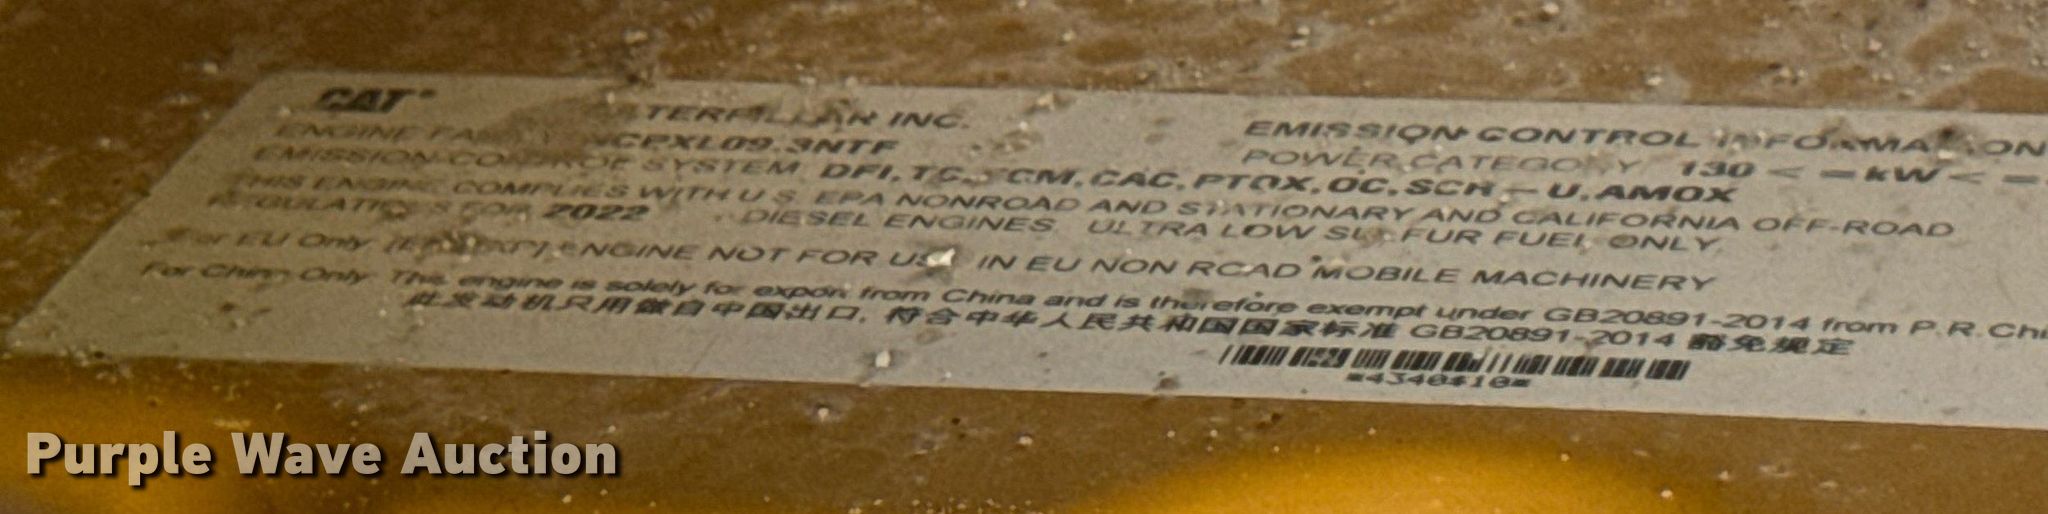 CAT®
CATERPILLAR INC.
EMISSION CONTROL INFORMATION
ENGINE FAMILY NCPXL09.3NTF
POWER CATEGORY 130 < = kW < =
EMISSION CONTROL SYSTEM DFI, TC, ECM, CAC, PTOX, OC, SCR-U, AMOX
THIS ENGINE COMPLIES WITH U.S. EPA NONROAD AND STATIONARY AND CALIFORNIA OFF-ROAD
REGULATIONS FOR 2022 DIESEL ENGINES. ULTRA LOW SULFUR FUEL ONLY.
For EU Only ENGINE NOT FOR USE IN EU NON ROAD MOBILE MACHINERY
For China Only This engine is solely for export from China and is therefore exempt under GB20891-2014 from P.R.Chi
此发动机只用做自中国出口, 符合中华人民共和国国家标准 GB20891-2014 豁免规定
Purple Wave Auction